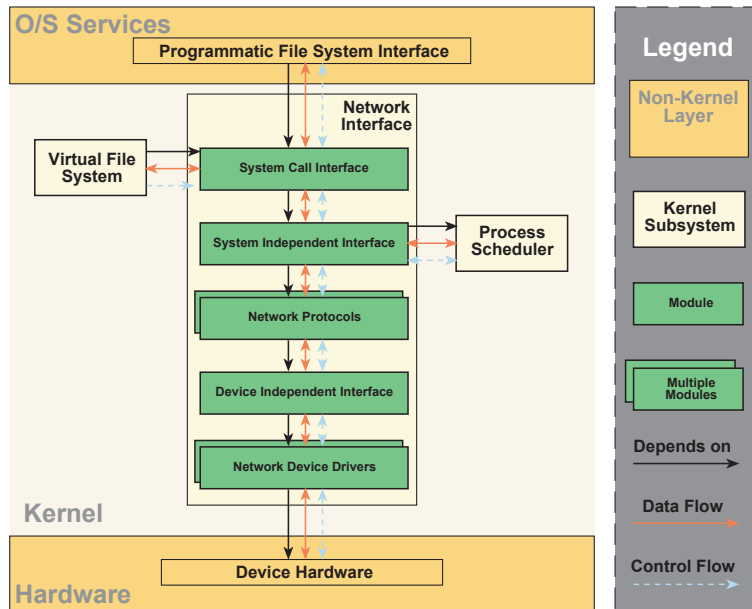 O/S Services
Programmatic File System Interface
Network
Interface
Virtual File
System
System Call Interface
System Independent Interface
Process
Scheduler
Network Protocols
Device Independent Interface
Network Device Drivers
Kernel
Device Hardware
Hardware
Legend
Non-Kernel
Layer
Kernel
Subsystem
Module
Multiple
Modules
Depends on
Data Flow
Control Flow